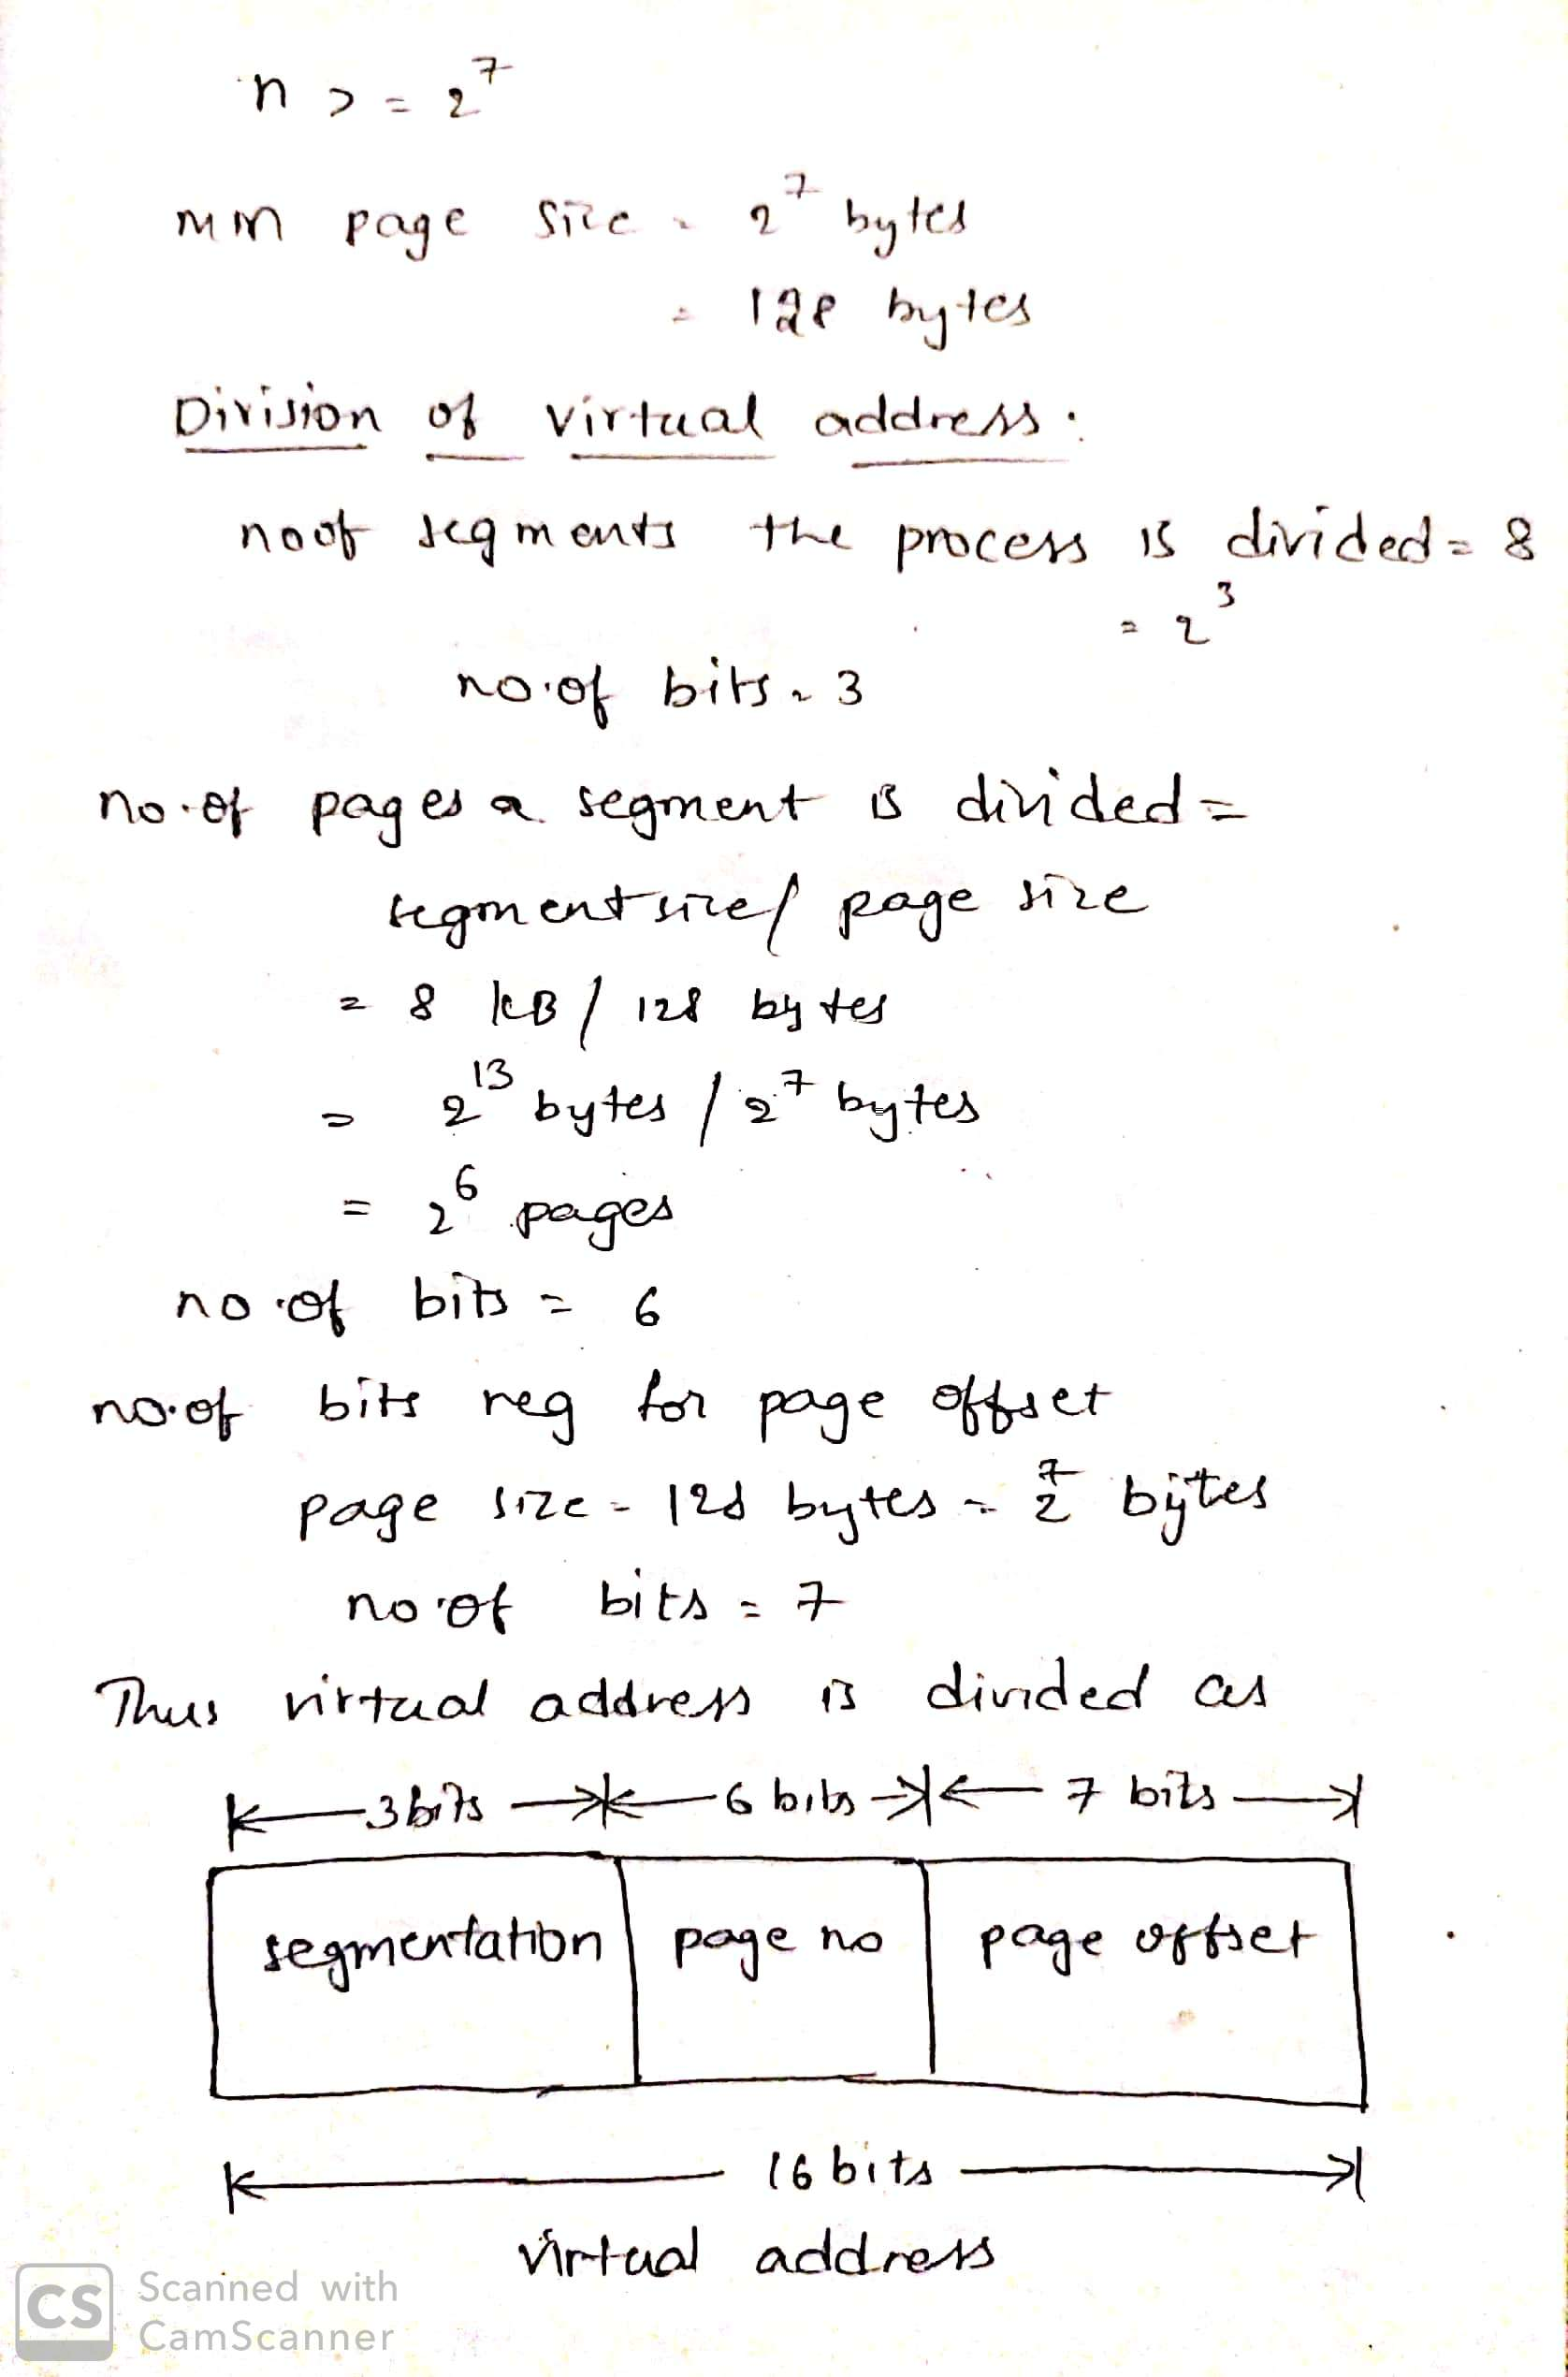 n >= 2^7
min page size = 2^7 bytes
= 128 bytes
Division of virtual address :
no of segments the process is divided = 8
= 2^3
no. of bits = 3
no. of pages a segment is divided =
segment size / page size
= 8 KB / 128 bytes
= 2^13 bytes / 2^7 bytes
= 2^6 pages
no. of bits = 6
no. of bits req for page offset
page size = 128 bytes = 2^7 bytes
no. of bits = 7
Thus virtual address is divided as
3 bits 6 bits 7 bits
segmentation page no page offset
16 bits
virtual address
CS Scanned with
CamScanner